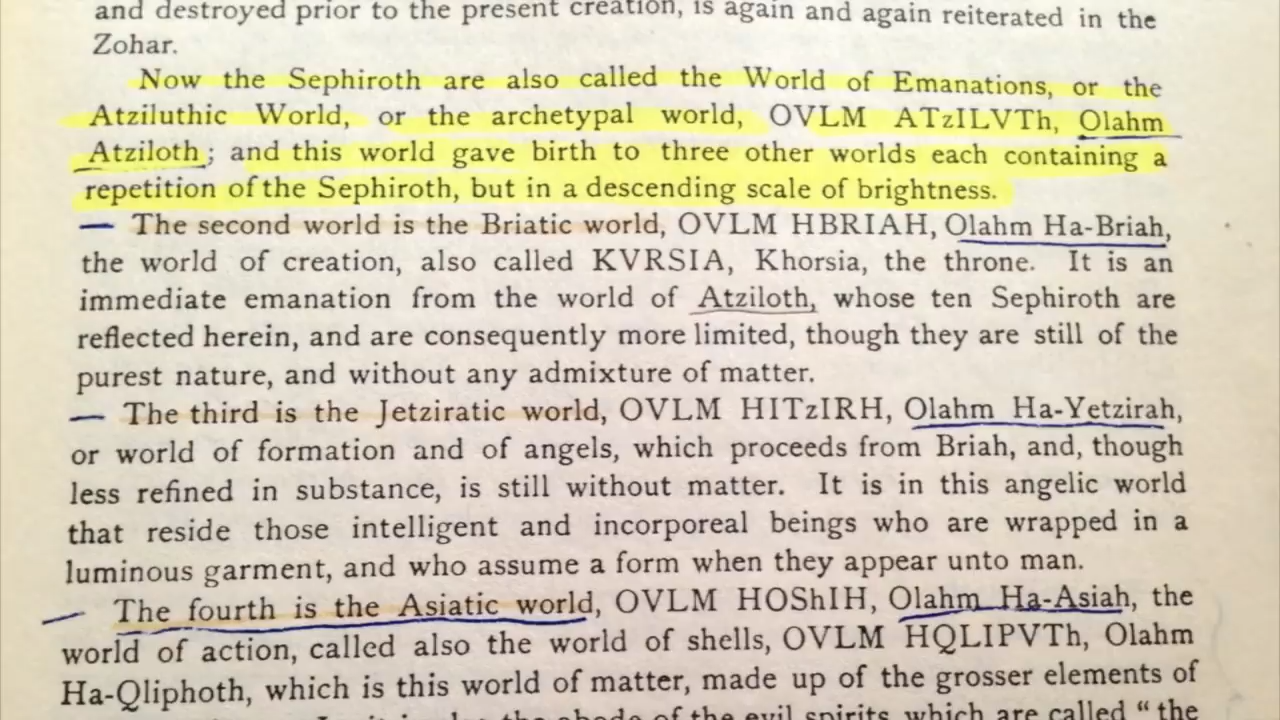 and destroyed prior to the present creation, is again and again reiterated in the
Zohar.
Now the Sephiroth are also called the World of Emanations, or the
Atziluthic World, or the archetypal world, OVLM ATzILVTh, Olahm
Atziloth; and this world gave birth to three other worlds each containing a
repetition of the Sephiroth, but in a descending scale of brightness.
The second world is the Briatic world, OVLM HBRIAH, Olahm Ha-Briah,
the world of creation, also called KVRSIA, Khorsia, the throne. It is an
immediate emanation from the world of Atziloth, whose ten Sephiroth are
reflected herein, and are consequently more limited, though they are still of the
purest nature, and without any admixture of matter.
The third is the Jetziratic world, OVLM HITzIRH, Olahm Ha-Yetzirah,
or world of formation and of angels, which proceeds from Briah, and, though
less refined in substance, is still without matter. It is in this angelic world
that reside those intelligent and incorporeal beings who are wrapped in a
luminous garment, and who assume a form when they appear unto man.
The fourth is the Asiatic world, OVLM HOShIH, Olahm Ha-Asiah, the
world of action, called also the world of shells, OVLM HQLIPVTh, Olahm
Ha-Qliphoth, which is this world of matter, made up of the grosser elements of
the abode of the evil spirits which are called “the